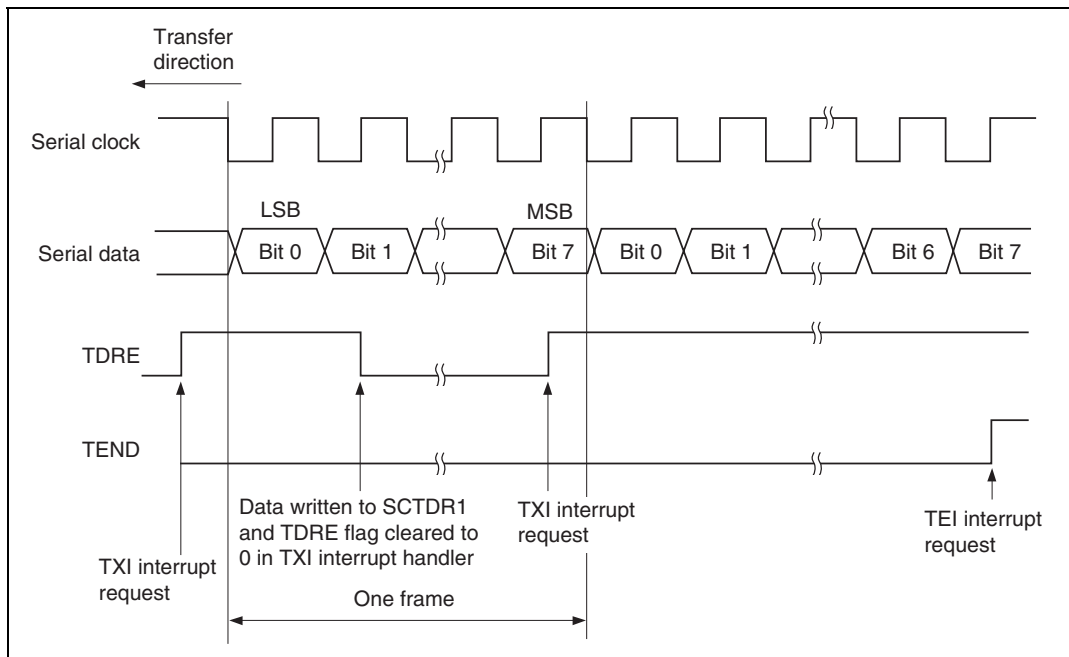 Transfer
direction
Serial clock
LSB
MSB
Serial data
Bit 0
Bit 1
Bit 7
Bit 0
Bit 1
Bit 6
Bit 7
TDRE
TEND
Data written to SCTDR1
and TDRE flag cleared to
0 in TXI interrupt handler
TXI interrupt
request
TEI interrupt
request
TXI interrupt
request
One frame